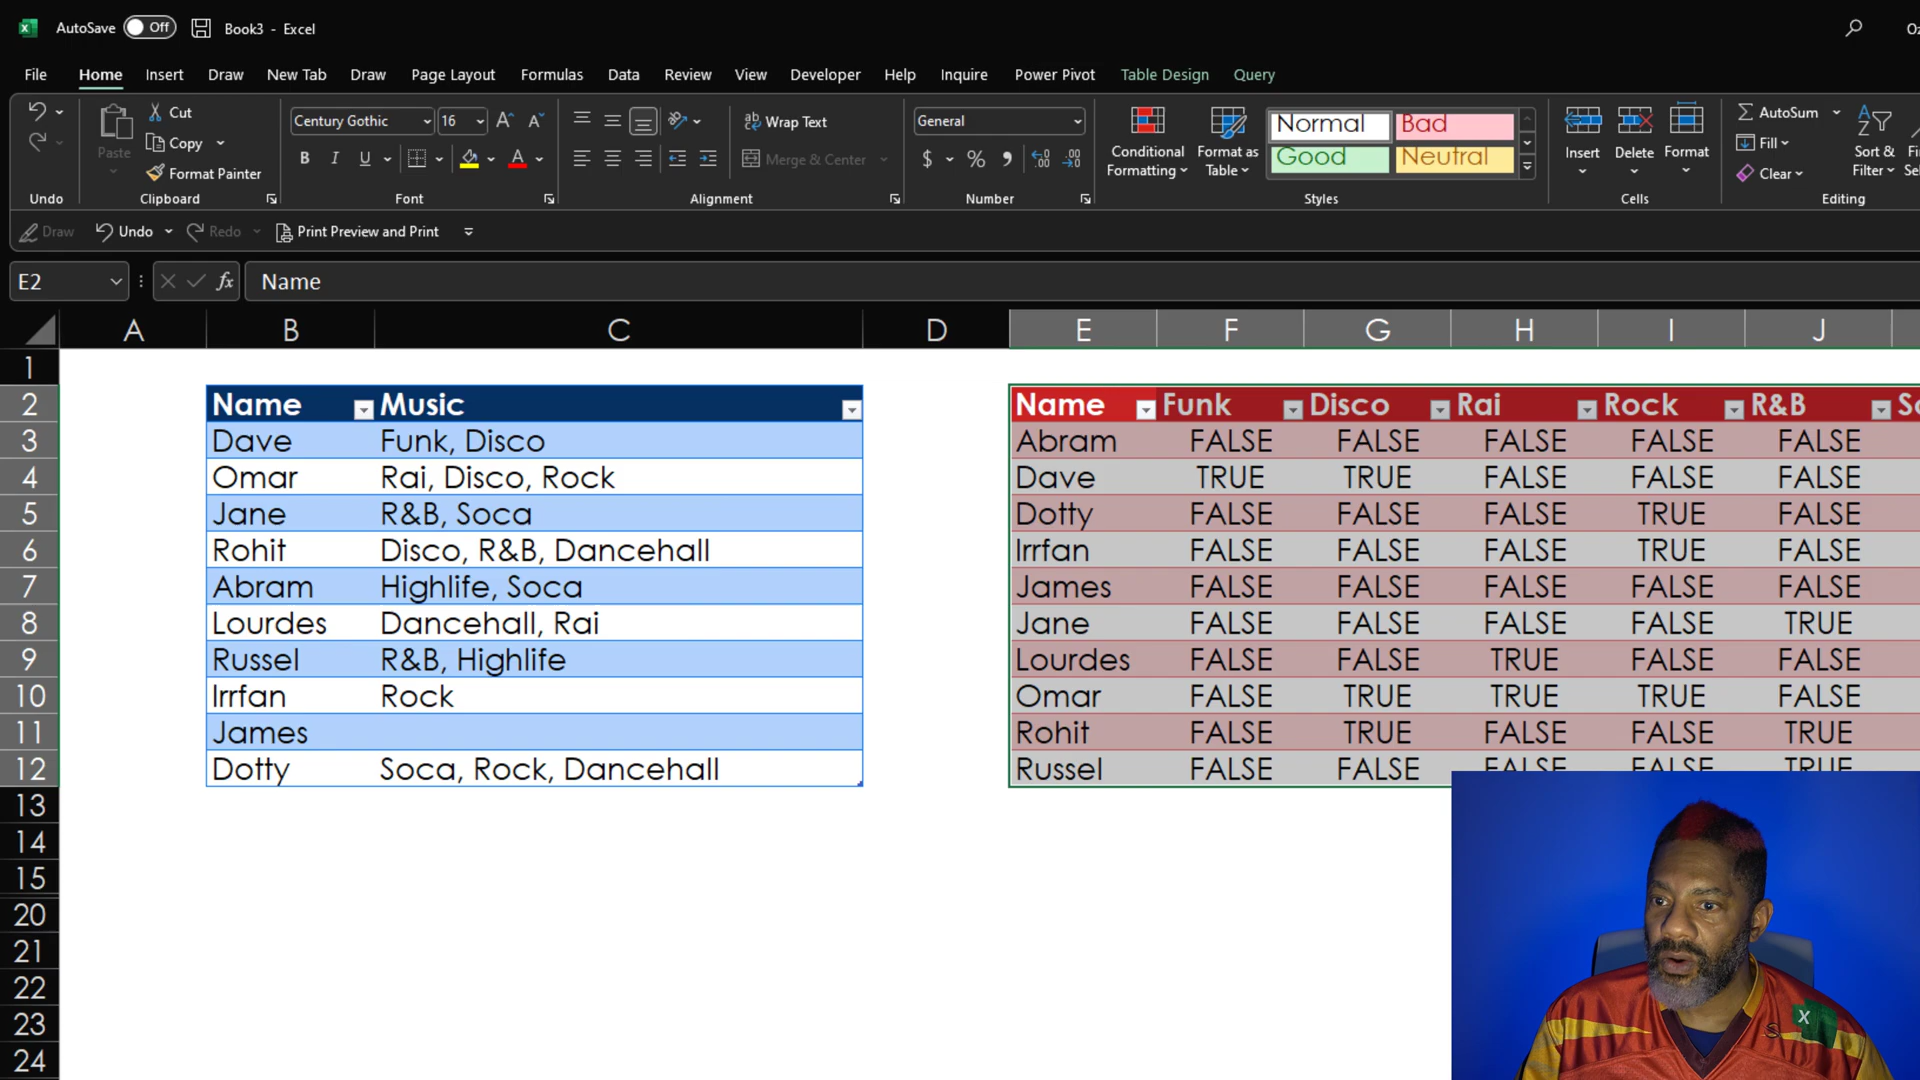 AutoSave Off Book3 - Excel
File Home Insert Draw New Tab Draw Page Layout Formulas Data Review View Developer Help Inquire Power Pivot Table Design Query
Paste Cut Copy Format Painter
Century Gothic 16
B I U A
ab Wrap Text
Merge & Center
General
$ % 9
Conditional Formatting Format as Table
Normal Bad
Good Neutral
Insert Delete Format
AutoSum
Fill
Clear
Sort & Filter
Undo Clipboard Font Alignment Number Styles Cells Editing
Draw Undo Redo Print Preview and Print
E2 fx Name
A B C D E F G H I J
1
2 Name Music Name Funk Disco Rai Rock R&B
3 Dave Funk, Disco Abram FALSE FALSE FALSE FALSE FALSE
4 Omar Rai, Disco, Rock Dave TRUE TRUE FALSE FALSE FALSE
5 Jane R&B, Soca Dotty FALSE FALSE FALSE TRUE FALSE
6 Rohit Disco, R&B, Dancehall Irrfan FALSE FALSE FALSE TRUE FALSE
7 Abram Highlife, Soca James FALSE FALSE FALSE FALSE FALSE
8 Lourdes Dancehall, Rai Jane FALSE FALSE FALSE FALSE TRUE
9 Russel R&B, Highlife Lourdes FALSE FALSE TRUE FALSE FALSE
10 Irrfan Rock Omar FALSE TRUE TRUE TRUE FALSE
11 James Rohit FALSE TRUE FALSE FALSE TRUE
12 Dotty Soca, Rock, Dancehall Russel FALSE FALSE FALSE FALSE TRUE
13
14
15
20
21
22
23
24